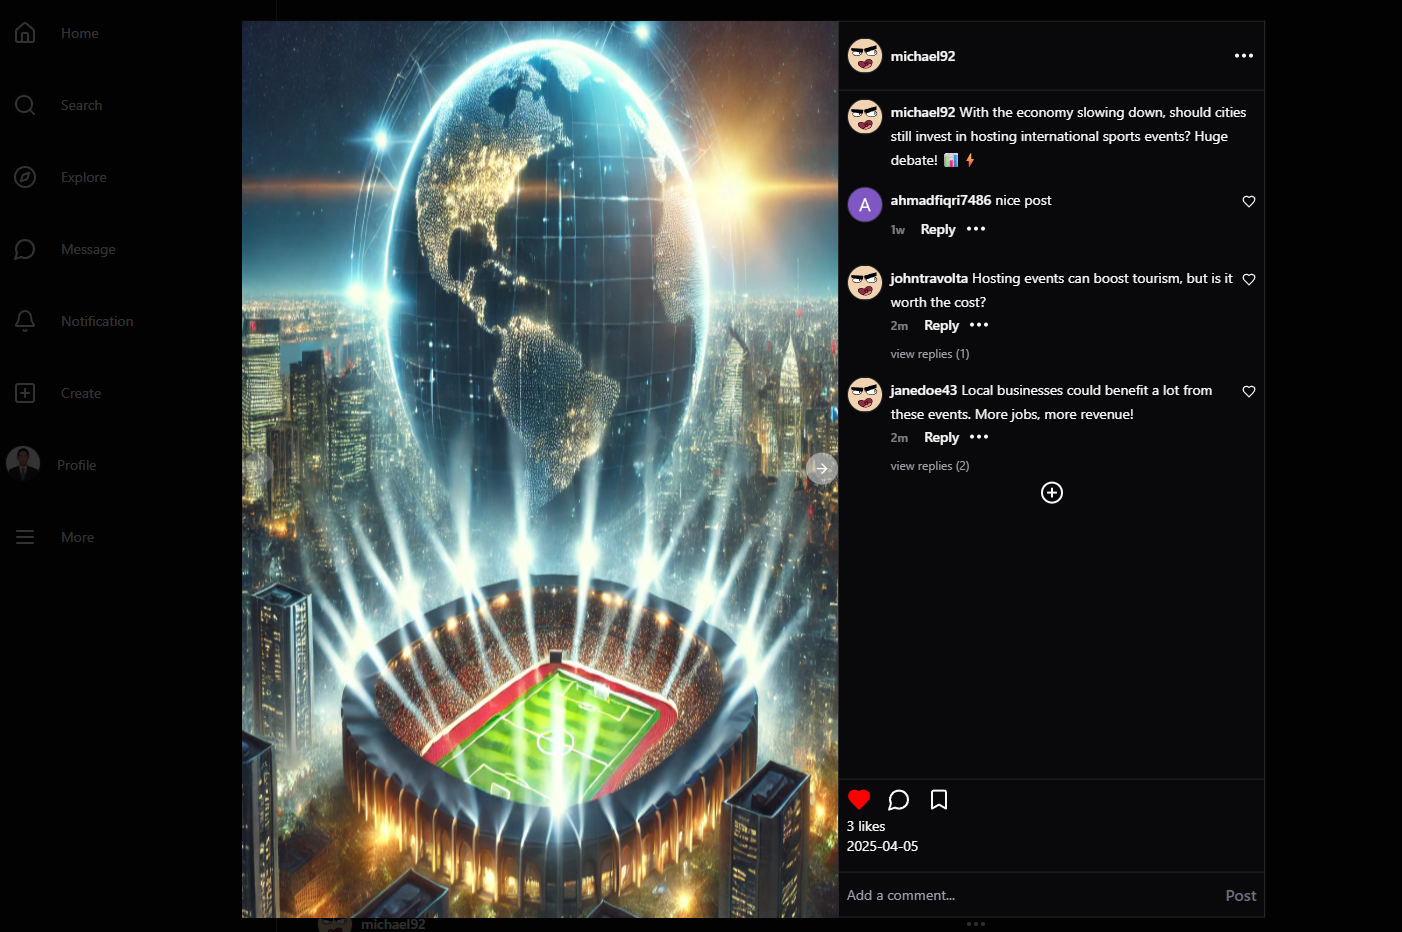 Home
Search
Explore
Message
Notification
Create
Profile
More
michael92
michael92 With the economy slowing down, should cities
still invest in hosting international sports events? Huge
debate! 📊⚡
A
ahmadfiqri7486 nice post
1w Reply
johntravolta Hosting events can boost tourism, but is it
worth the cost?
2m Reply
view replies (1)
janedoe43 Local businesses could benefit a lot from
these events. More jobs, more revenue!
2m Reply
view replies (2)
3 likes
2025-04-05
Add a comment... Post
michael92